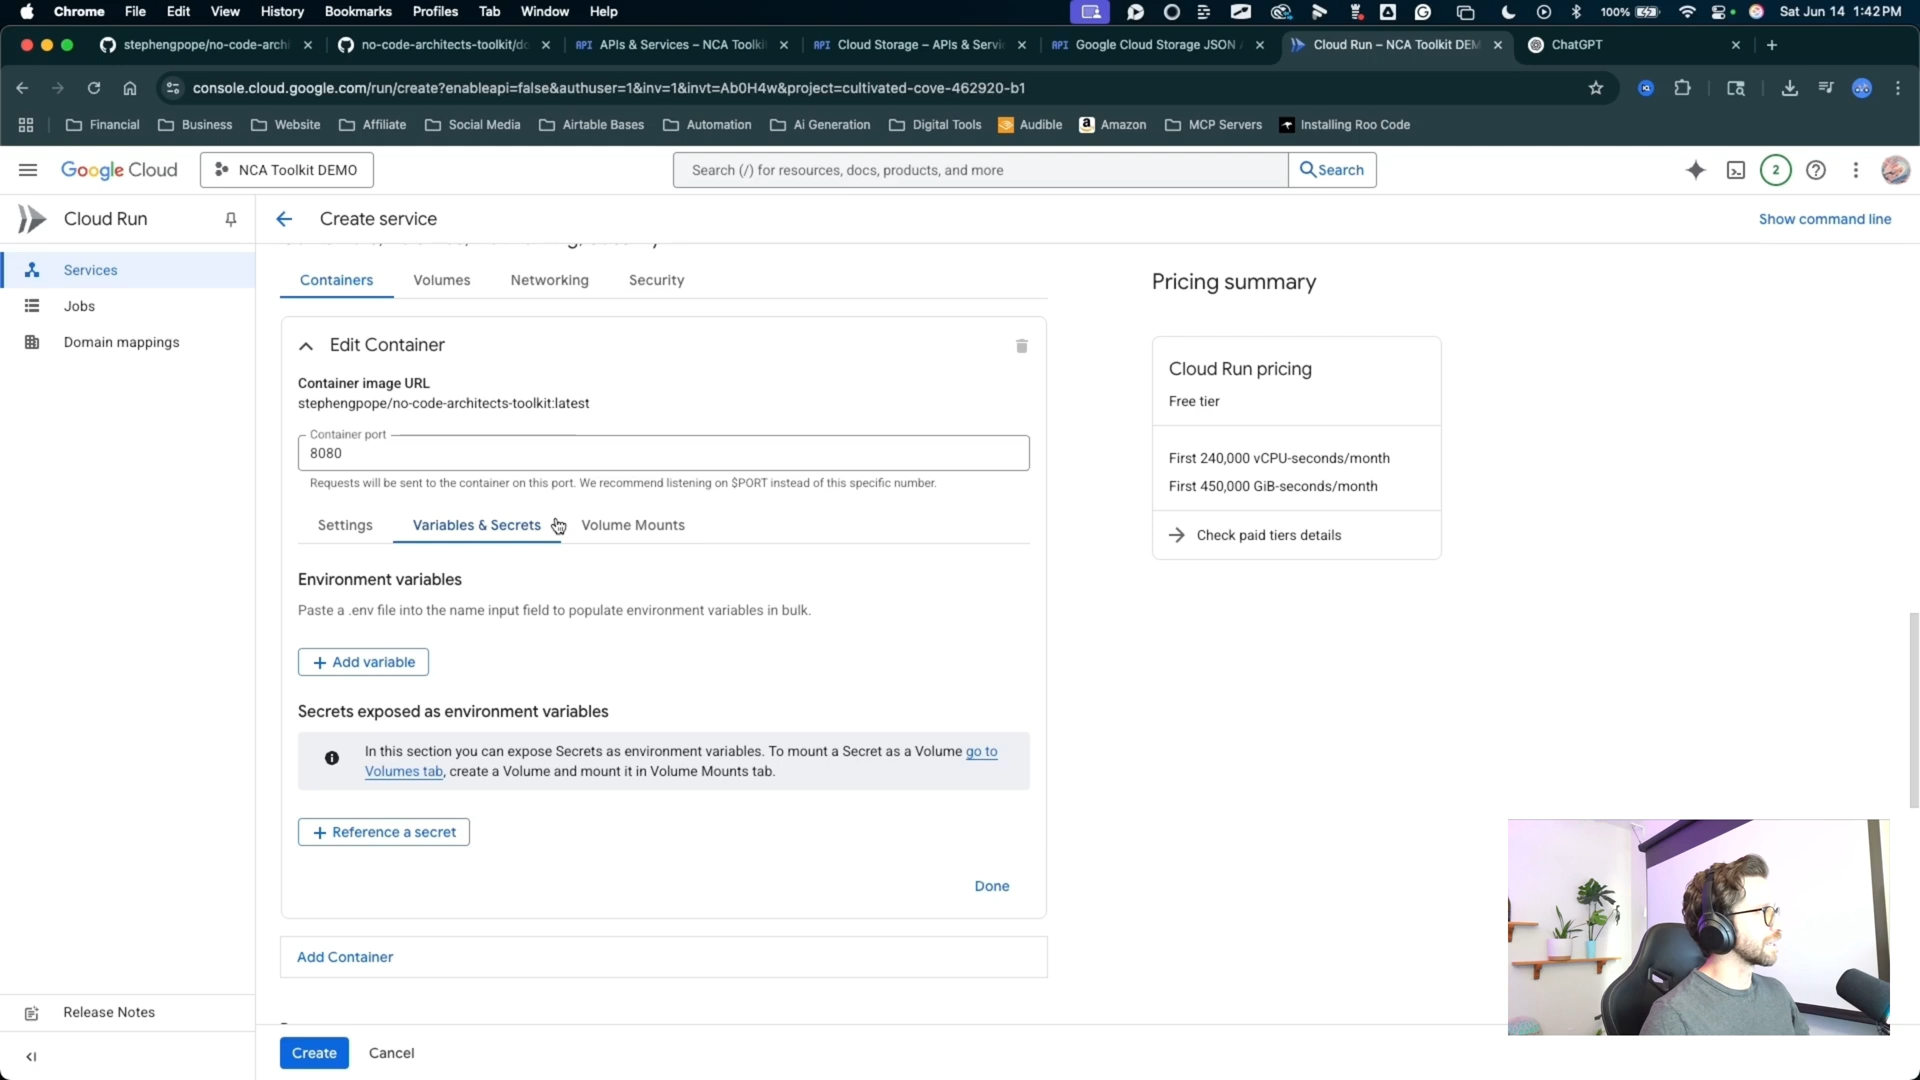 Chrome File Edit View History Bookmarks Profiles Tab Window Help 100% Sat Jun 14 1:42 PM
stephengpope/no-code-archi no-code-architects-toolkit/do API APIs & Services – NCA Toolki API Cloud Storage – APIs & Servi API Google Cloud Storage JSON Cloud Run – NCA Toolkit DEM ChatGPT
console.cloud.google.com/run/create?enableapi=false&authuser=1&inv=1&invt=Ab0H4w&project=cultivated-cove-462920-b1
Financial Business Website Affiliate Social Media Airtable Bases Automation Ai Generation Digital Tools Audible Amazon MCP Servers Installing Roo Code
Google Cloud NCA Toolkit DEMO Search (/) for resources, docs, products, and more Search 2
Cloud Run Create service Show command line
Services
Jobs
Domain mappings
Containers Volumes Networking Security
Edit Container
Container image URL
stephengpope/no-code-architects-toolkit:latest
Container port
8080
Requests will be sent to the container on this port. We recommend listening on $PORT instead of this specific number.
Settings Variables & Secrets Volume Mounts
Environment variables
Paste a .env file into the name input field to populate environment variables in bulk.
+ Add variable
Secrets exposed as environment variables
In this section you can expose Secrets as environment variables. To mount a Secret as a Volume go to
Volumes tab, create a Volume and mount it in Volume Mounts tab.
+ Reference a secret
Done
Add Container
Pricing summary
Cloud Run pricing
Free tier
First 240,000 vCPU-seconds/month
First 450,000 GiB-seconds/month
Check paid tiers details
Release Notes
Create Cancel